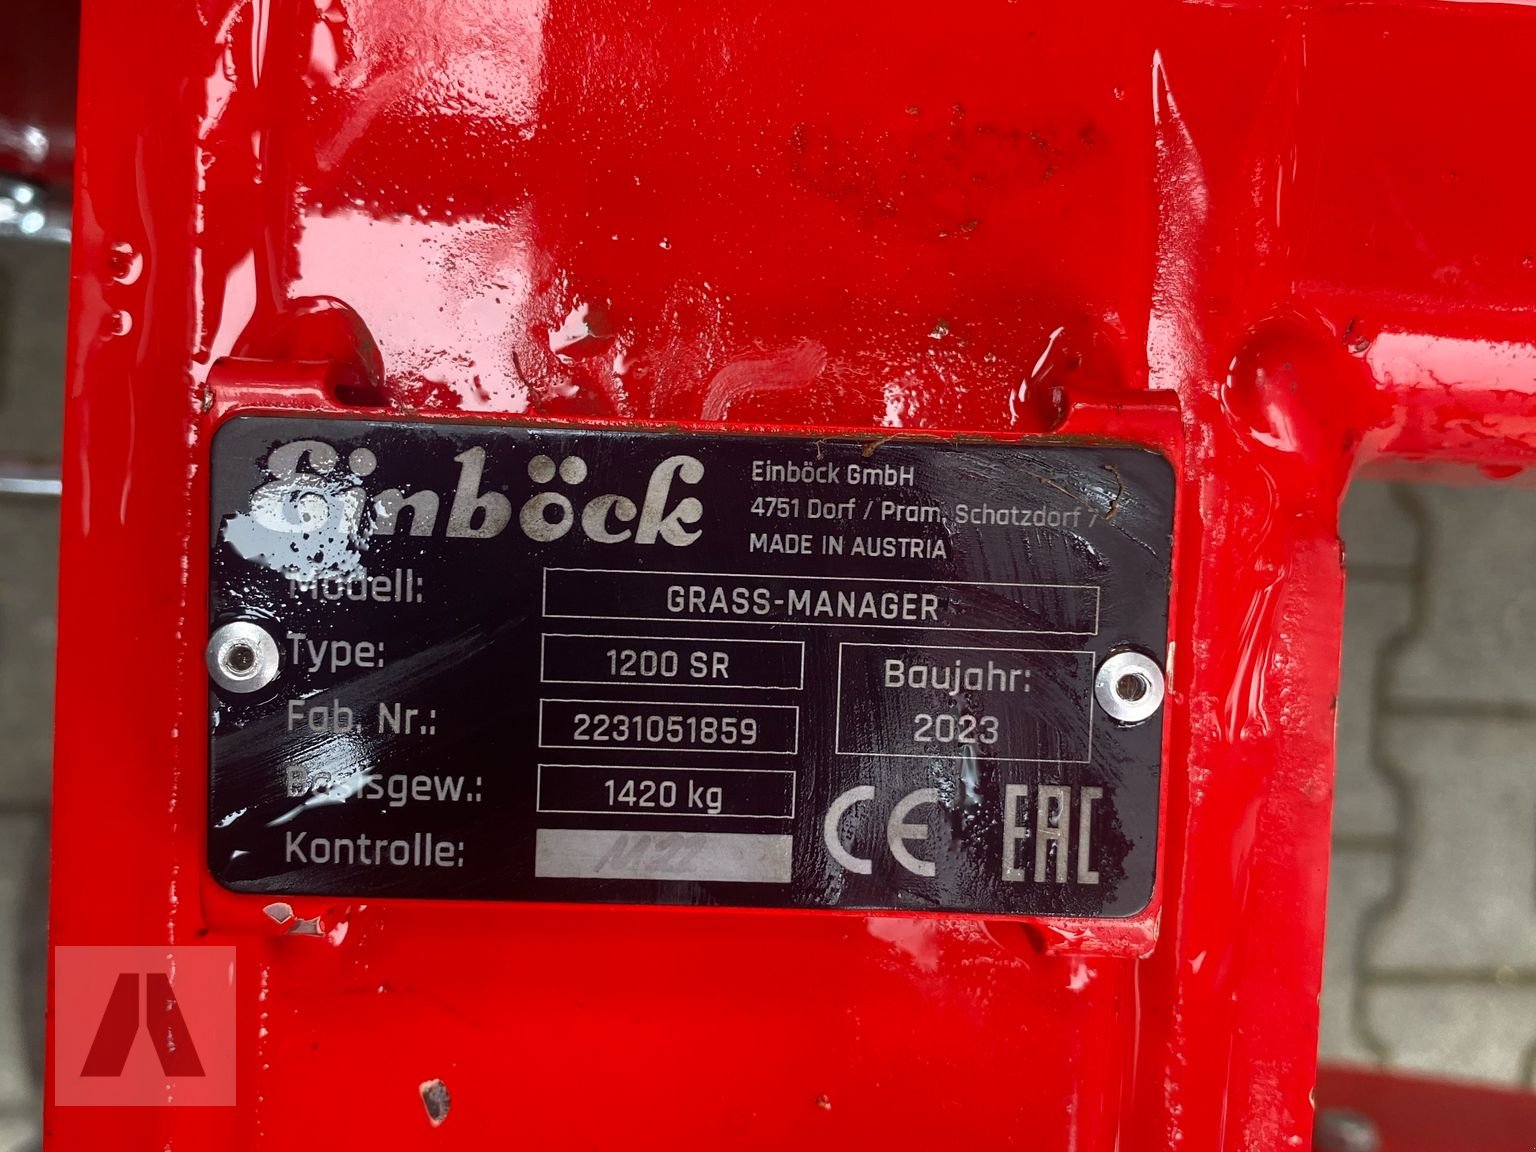 Einböck
Einböck GmbH
4751 Dorf / Pram, Schatzdorf 7
MADE IN AUSTRIA
Modell: GRASS-MANAGER
Type: 1200 SR
Baujahr:
2023
Fab. Nr.: 2231051859
Basisgew.: 1420 kg
Kontrolle:
CE EAC